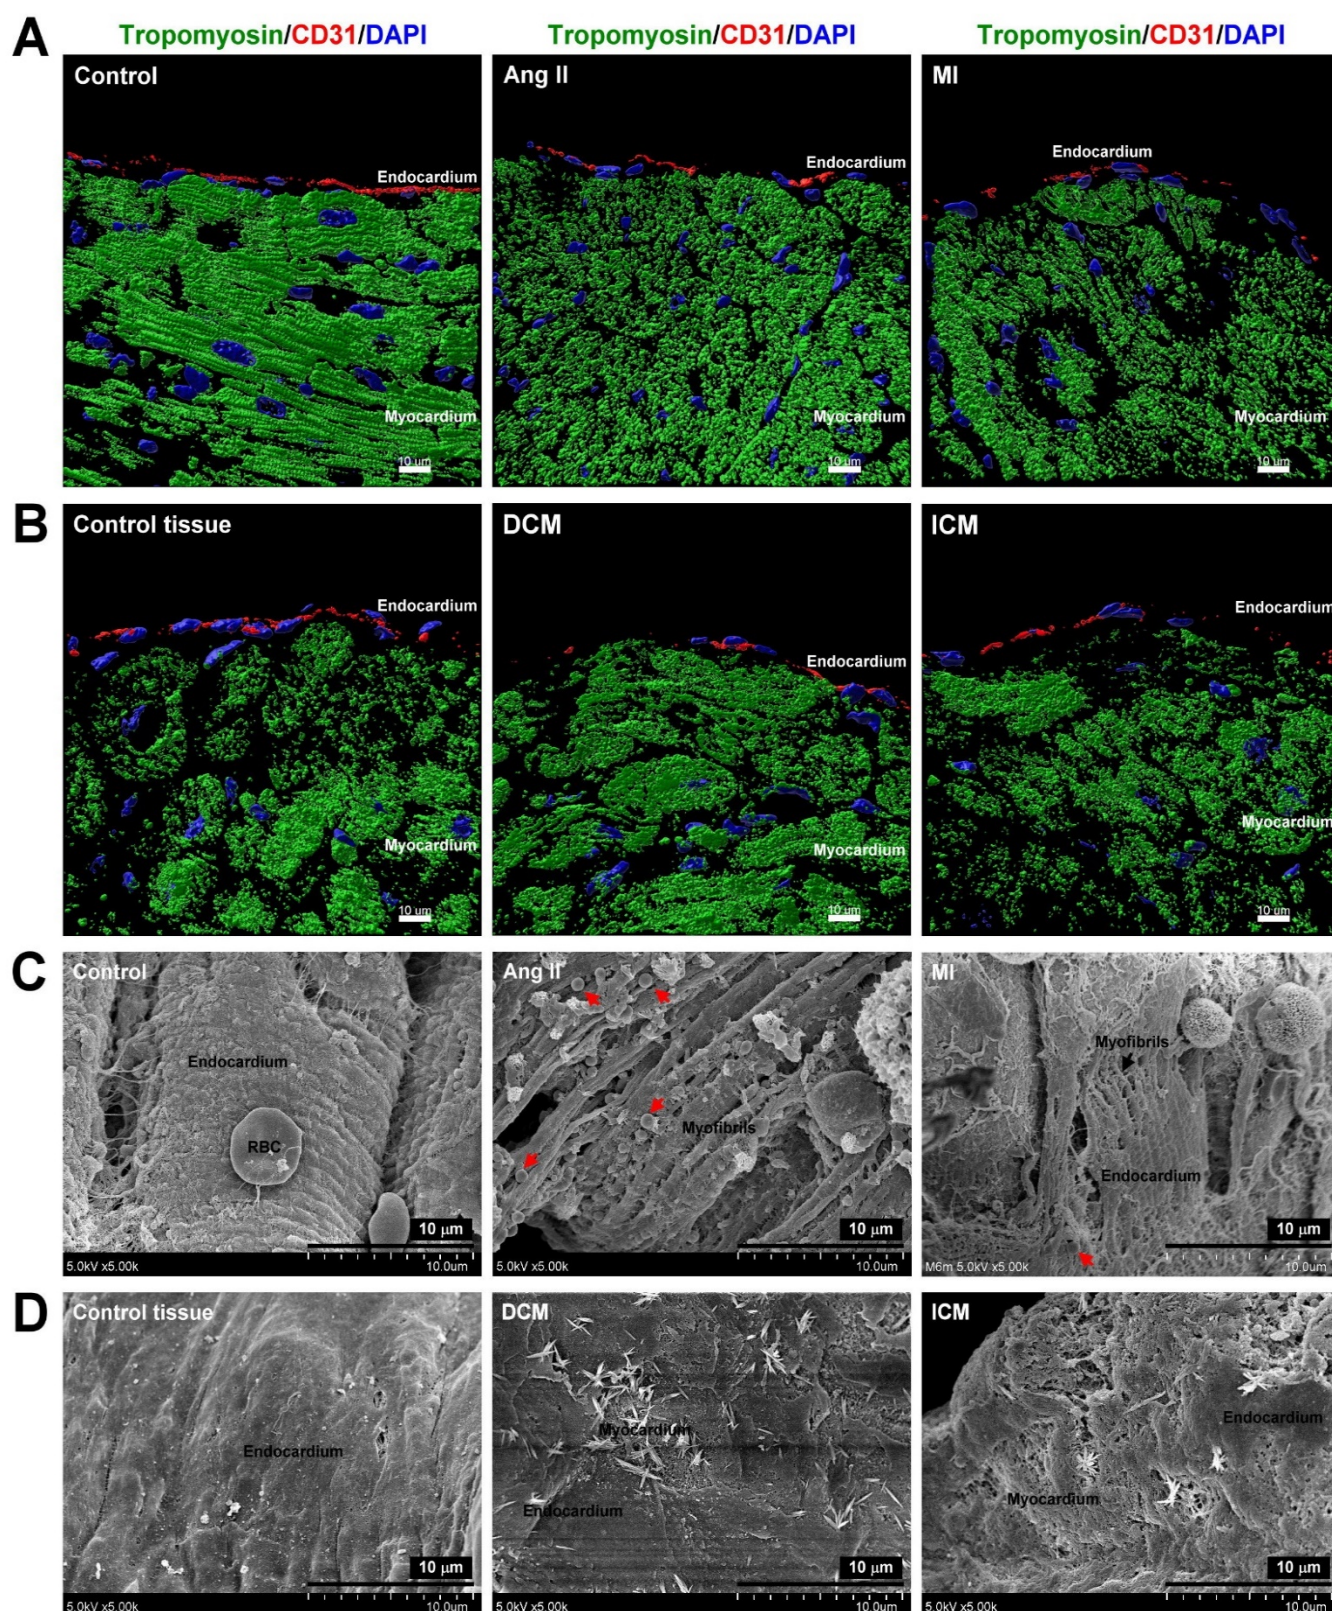 A
Tropomyosin/CD31/DAPI
Tropomyosin/CD31/DAPI
Tropomyosin/CD31/DAPI
Control
Endocardium
Myocardium
10 um
Ang II
Endocardium
Myocardium
10 um
MI
Endocardium
Myocardium
10 um
B
Control tissue
Endocardium
Myocardium
10 um
DCM
Endocardium
Myocardium
10 um
ICM
Endocardium
Myocardium
10 um
C
Control
Endocardium
RBC
10 μm
5.0kV x5.00k
10.0um
Ang II
Myofibrils
10 μm
5.0kV x5.00k
10.0um
MI
Myofibrils
Endocardium
10 μm
M6m 5.0kV x5.00k
10.0um
D
Control tissue
Endocardium
10 μm
5.0kV x5.00k
10.0um
DCM
Myocardium
Endocardium
10 μm
5.0kV x5.00k
10.0um
ICM
Endocardium
Myocardium
10 μm
5.0kV x5.00k
10.0um